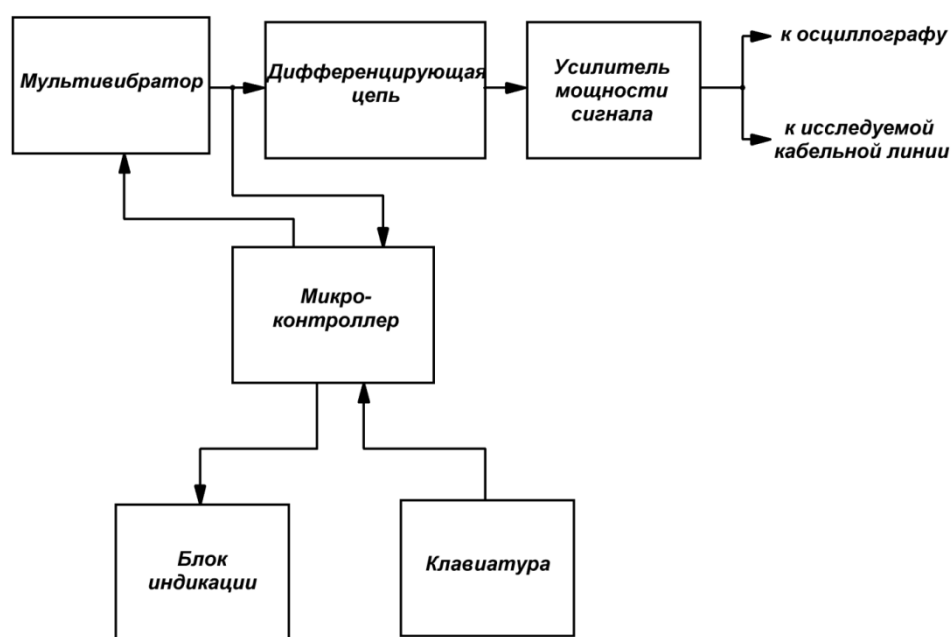 Мультивибратор
Дифференцирующая
цепь
Усилитель
мощности
сигнала
к осциллографу
к исследуемой
кабельной линии
Микро-
контроллер
Блок
индикации
Клавиатура